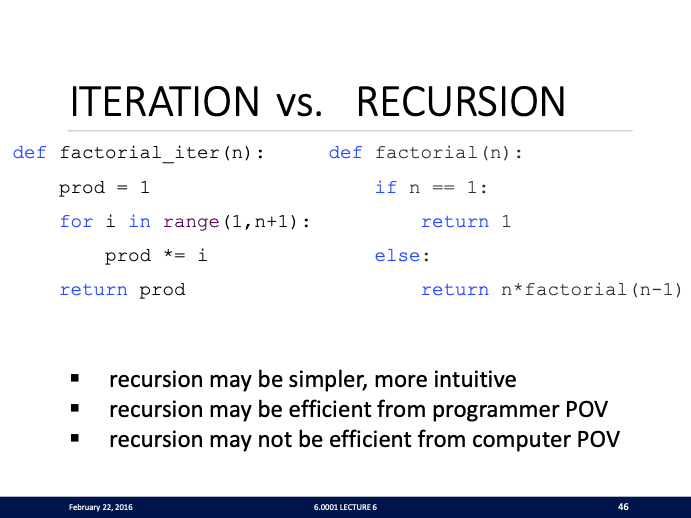 ITERATION vs. RECURSION
def factorial_iter(n):
    prod = 1
    for i in range(1,n+1):
        prod *= i
    return prod
def factorial(n):
    if n == 1:
        return 1
    else:
        return n*factorial(n-1)
▪ recursion may be simpler, more intuitive
▪ recursion may be efficient from programmer POV
▪ recursion may not be efficient from computer POV
February 22, 2016
6.0001 LECTURE 6
46